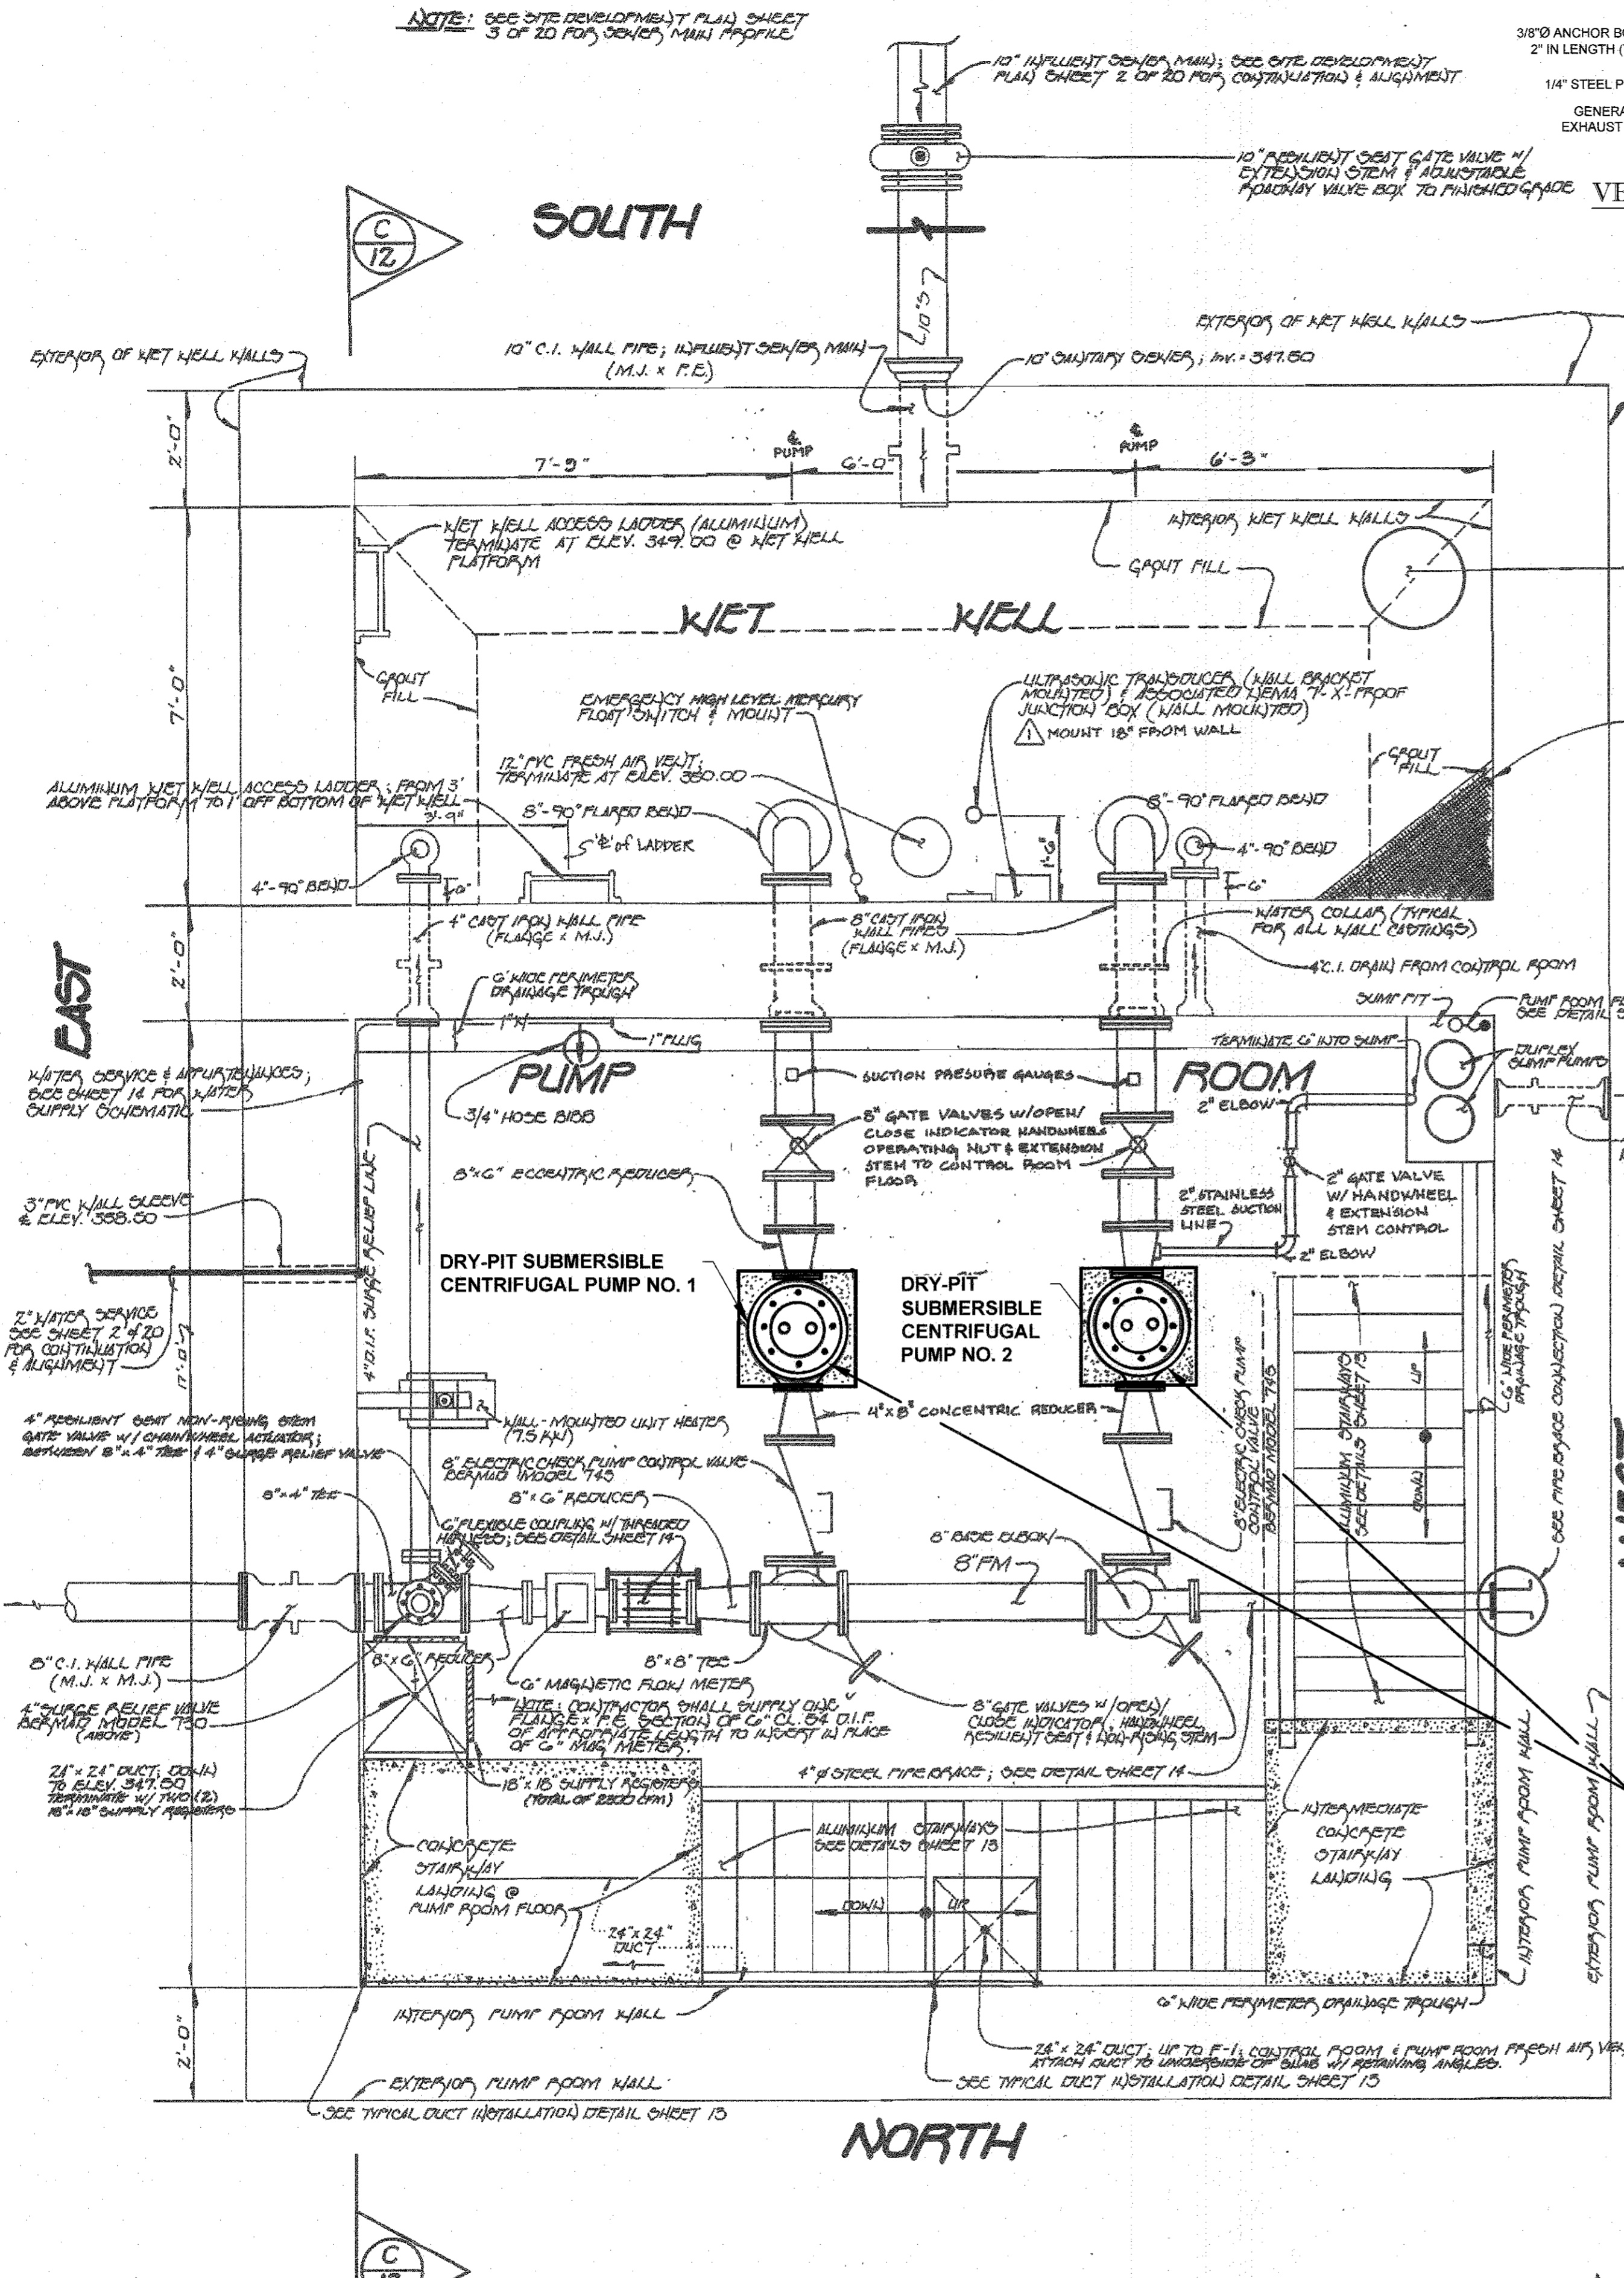 NOTE: SEE SITE DEVELOPMENT PLAN SHEET
3 OF 20 FOR SEWER MAIN PROFILE
10" INFLUENT SEWER MAIN; SEE SITE DEVELOPMENT
PLAN SHEET 2 OF 20 FOR CONTINUATION & ALIGNMENT
3/8"Ø ANCHOR
2" IN LENGTH
1/4" STEEL
EXHAUST
10" RESILIENT SEAT GATE VALVE W/
EXTENSION STEM & ADJUSTABLE
ROADWAY VALVE BOX TO FINISHED GRADE
C
12
SOUTH
10"S
EXTERIOR OF WET WELL WALLS
EXTERIOR OF WET WELL WALLS
10" C.I. WALL PIPE; INFLUENT SEWER MAIN
(M.J. x P.E.)
10" SANITARY SEWER; INV. = 347.50
2'-0"
7'-9"
℄
PUMP
6'-0"
℄
PUMP
6'-3"
WET WELL ACCESS LADDER (ALUMINUM)
TERMINATE AT ELEV. 349.00 @ WET WELL
PLATFORM
INTERIOR WET WELL WALLS
GROUT FILL
WET WELL
7'-0"
GROUT
FILL
EMERGENCY HIGH LEVEL MERCURY
FLOAT SWITCH & MOUNT
ULTRASONIC TRANSDUCER (WALL BRACKET
MOUNTED) & ASSOCIATED NEMA 7-X-PROOF
JUNCTION BOX (WALL MOUNTED)
1 MOUNT 18" FROM WALL
12" PVC FRESH AIR VENT;
TERMINATE AT ELEV. 350.00
GROUT
FILL
ALUMINUM WET WELL ACCESS LADDER; FROM 3'
ABOVE PLATFORM TO 1' OFF BOTTOM OF WET WELL
3'-9"
8"-90° FLARED BEND
8"-90° FLARED BEND
℄ of LADDER
1'-6"
4"-90° BEND
4"-90° BEND
6"
6"
4" CAST IRON WALL PIPE
(FLANGE x M.J.)
8" CAST IRON
WALL PIPES
(FLANGE x M.J.)
WATER COLLAR (TYPICAL
FOR ALL WALL CASTINGS)
EAST
2'-0"
6" WIDE PERIMETER
DRAINAGE TROUGH
4" C.I. DRAIN FROM CONTROL ROOM
SUMP PIT
PUMP ROOM
SEE DETAIL
1" W
1" PLUG
TERMINATE 6" INTO SUMP
DUPLEX
SUMP PUMPS
WATER SERVICE & APPURTENANCES;
SEE SHEET 14 FOR WATER
SUPPLY SCHEMATIC
PUMP ROOM
SUCTION PRESURE GAUGES
2" ELBOW
3/4" HOSE BIBB
8" GATE VALVES W/OPEN/
CLOSE INDICATOR HANDWHEELS
OPERATING NUT & EXTENSION
STEM TO CONTROL ROOM
FLOOR
8"x6" ECCENTRIC REDUCER
2" GATE VALVE
W/ HANDWHEEL
& EXTENSION
STEM CONTROL
3" PVC WALL SLEEVE
@ ELEV. 358.50
2" STAINLESS
STEEL SUCTION
LINE
2" ELBOW
DRY-PIT SUBMERSIBLE
CENTRIFUGAL PUMP NO. 1
DRY-PIT
SUBMERSIBLE
CENTRIFUGAL
PUMP NO. 2
4" D.I.P. SURGE RELIEF LINE
2" WATER SERVICE
SEE SHEET 2 of 20
FOR CONTINUATION
& ALIGNMENT
17'-0"
6" WIDE PERIMETER
DRAINAGE TROUGH
SEE PIPE BRACE CONNECTION DETAIL SHEET 14
ALUMINUM STAIRWAYS
SEE DETAILS SHEET 13
UP
DOWN
4"x8" CONCENTRIC REDUCER
WALL-MOUNTED UNIT HEATER
(7.5 KW)
4" RESILIENT SEAT NON-RISING STEM
GATE VALVE W/ CHAINWHEEL ACTUATOR;
BETWEEN 8"x4" TEE & 4" SURGE RELIEF VALVE
8" ELECTRIC CHECK PUMP CONTROL VALVE
BERMAD MODEL 745
8" ELECTRIC CHECK PUMP
CONTROL VALVE
BERMAD MODEL 745
8"x4" TEE
8"x6" REDUCER
6" FLEXIBLE COUPLING W/ THREADED
HARNESS; SEE DETAIL SHEET 14
8" BASE ELBOW
8" FM
8" C.I. WALL PIPE
(M.J. x M.J.)
8"x6" REDUCER
8"x8" TEE
6" MAGNETIC FLOW METER
4" SURGE RELIEF VALVE
BERMAD MODEL 730
(ABOVE)
NOTE: CONTRACTOR SHALL SUPPLY ONE
FLANGE x P.E. SECTION OF 6" CL. 54 D.I.P.
OF APPROPRIATE LENGTH TO INSERT IN PLACE
OF 6" MAG METER.
8" GATE VALVES W/ OPEN/
CLOSE INDICATOR, HANDWHEEL
RESILIENT SEAT & NON-RISING STEM
24" x 24" DUCT; DOWN
TO ELEV. 347.50
TERMINATE W/ TWO (2)
18" x 18" SUPPLY REGISTERS
18"x18" SUPPLY REGISTERS
(TOTAL OF 2300 CFM)
4"Ø STEEL PIPE BRACE; SEE DETAIL SHEET 14
ALUMINUM STAIRWAYS
SEE DETAILS SHEET 13
CONCRETE
STAIRWAY
LANDING @
PUMP ROOM FLOOR
INTERMEDIATE
CONCRETE
STAIRWAY
LANDING
DOWN
UP
24"x24"
DUCT
INTERIOR PUMP ROOM WALL
EXTERIOR PUMP ROOM WALL
INTERIOR PUMP ROOM WALL
6" WIDE PERIMETER DRAINAGE TROUGH
2'-0"
24" x 24" DUCT; UP TO F-1; CONTROL ROOM & PUMP ROOM FRESH AIR
ATTACH DUCT TO UNDERSIDE OF SLAB W/ RETAINING ANGLES.
EXTERIOR PUMP ROOM WALL
SEE TYPICAL DUCT INSTALLATION DETAIL SHEET 13
SEE TYPICAL DUCT INSTALLATION DETAIL SHEET 13
NORTH
C